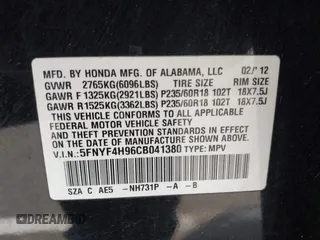 MFD. BY HONDA MFG. OF ALABAMA, LLC 02/'12
GVWR 2765KG(6096LBS) TIRE SIZE RIM SIZE
GAWR F 1325KG(2921LBS) P235/60R18 102T 18X7.5J
GAWR R 1525KG(3362LBS) P235/60R18 102T 18X7.5J
THIS VEHICLE CONFORMS TO ALL APPLICABLE
FEDERAL MOTOR VEHICLE SAFETY AND THEFT PREVENTION
STANDARDS IN EFFECT ON THE DATE OF MANUFACTURE
SHOWN ABOVE.
V.I.N:5FNYF4H96CB041380 TYPE:MPV
SZA C AE5 -NH731P -A -B
DREAMBID